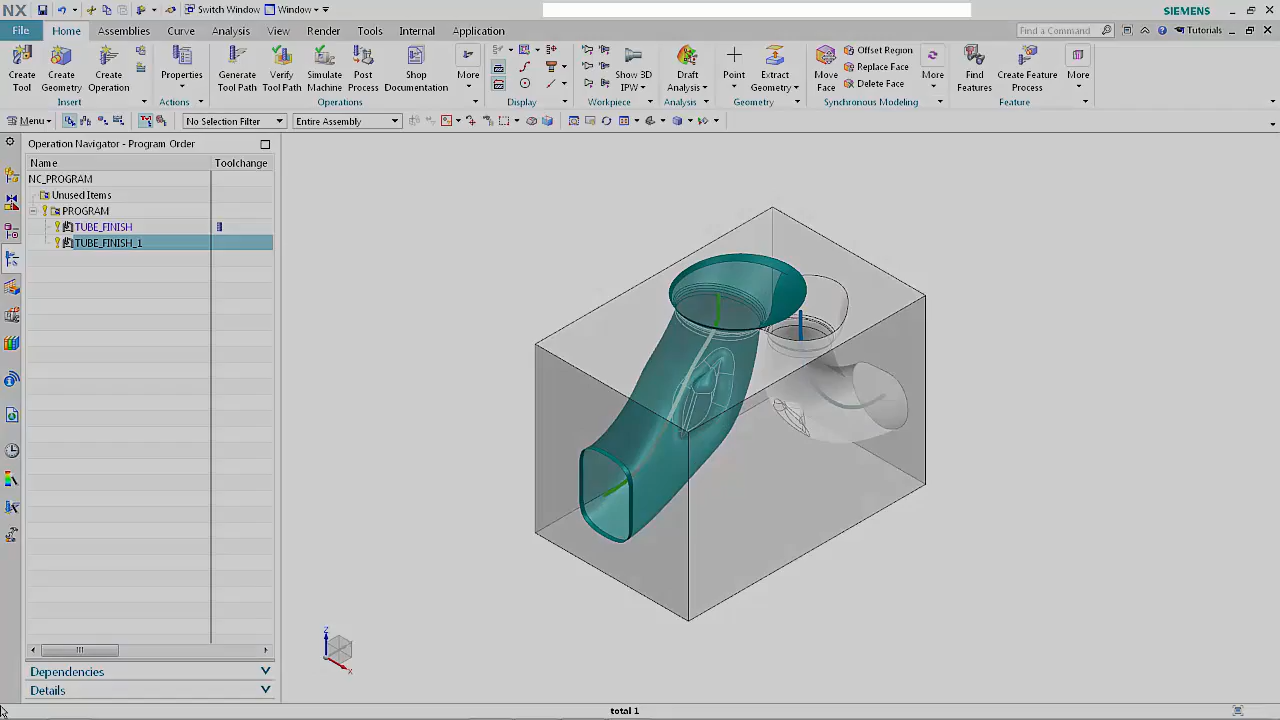 NX Switch Window Window SIEMENS
File Home Assemblies Curve Analysis View Internal Application Find a Command Tutorials
Create Tool Create Geometry Create Operation Properties Generate Tool Path Verify Tool Path Simulate Machine Post Process Shop Documentation More Show 3D IPW Draft Analysis Point Extract Geometry Move Face Offset Region Replace Face Delete Face More Find Features Create Feature Process More
Insert Actions Operations Display Workpiece Analysis Geometry Synchronous Modeling Feature
Menu No Selection Filter Entire Assembly
Operation Navigator - Program Order
Name Toolchange
NC_PROGRAM
Unused Items
PROGRAM
TUBE_FINISH
TUBE_FINISH_1
Z
X
Dependencies
Details
total 1